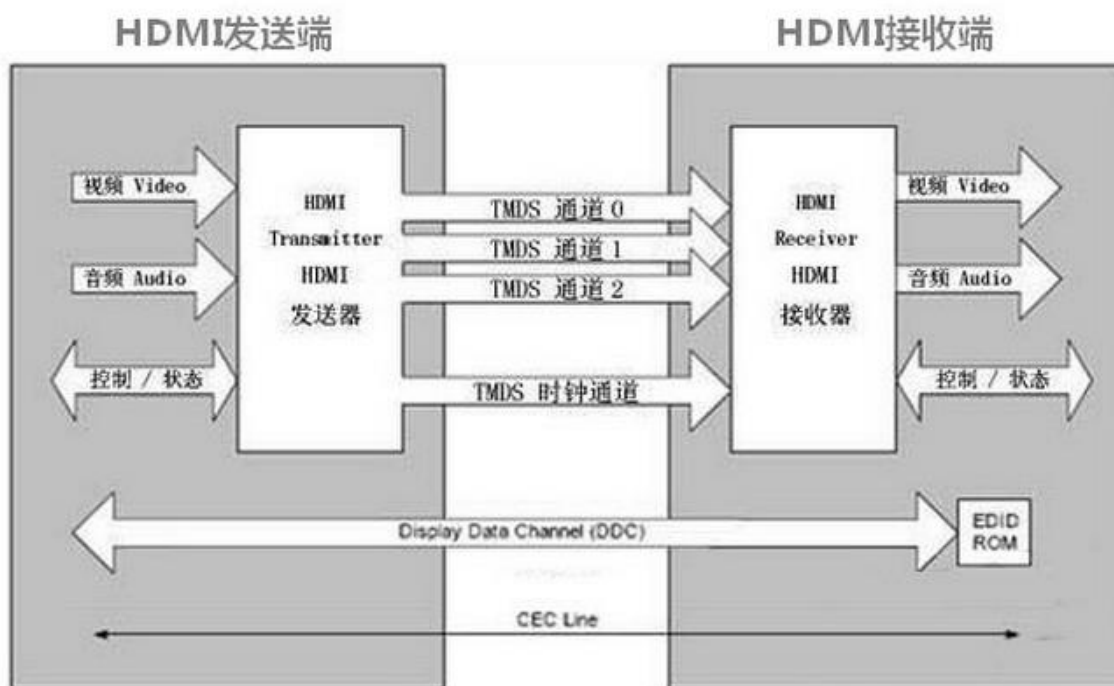 HDMI发送端
HDMI接收端
视频 Video
音频 Audio
控制 / 状态
HDMI
Transmitter
HDMI
发送器
TMDS 通道 0
TMDS 通道 1
TMDS 通道 2
TMDS 时钟通道
HDMI
Receiver
HDMI
接收器
视频 Video
音频 Audio
控制 / 状态
Display Data Channel (DDC)
EDID
ROM
CEC Line